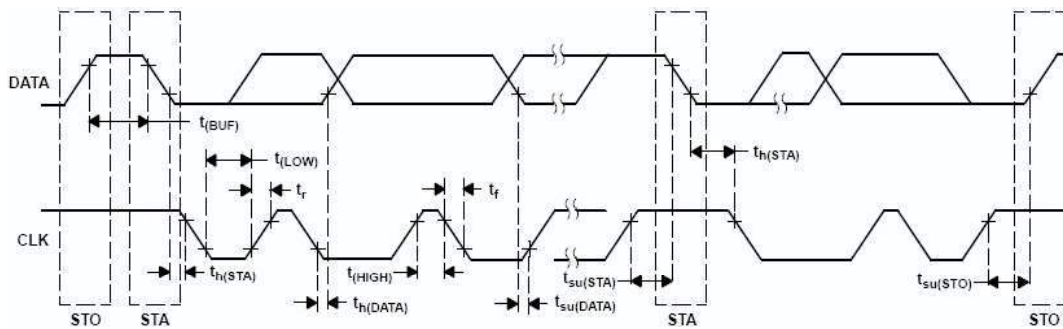 DATA
t(BUF)
t(LOW)
th(STA)
tr
tf
CLK
th(STA)
t(HIGH)
tsu(STA)
tsu(STO)
th(DATA)
tsu(DATA)
STO
STA
STA
STO